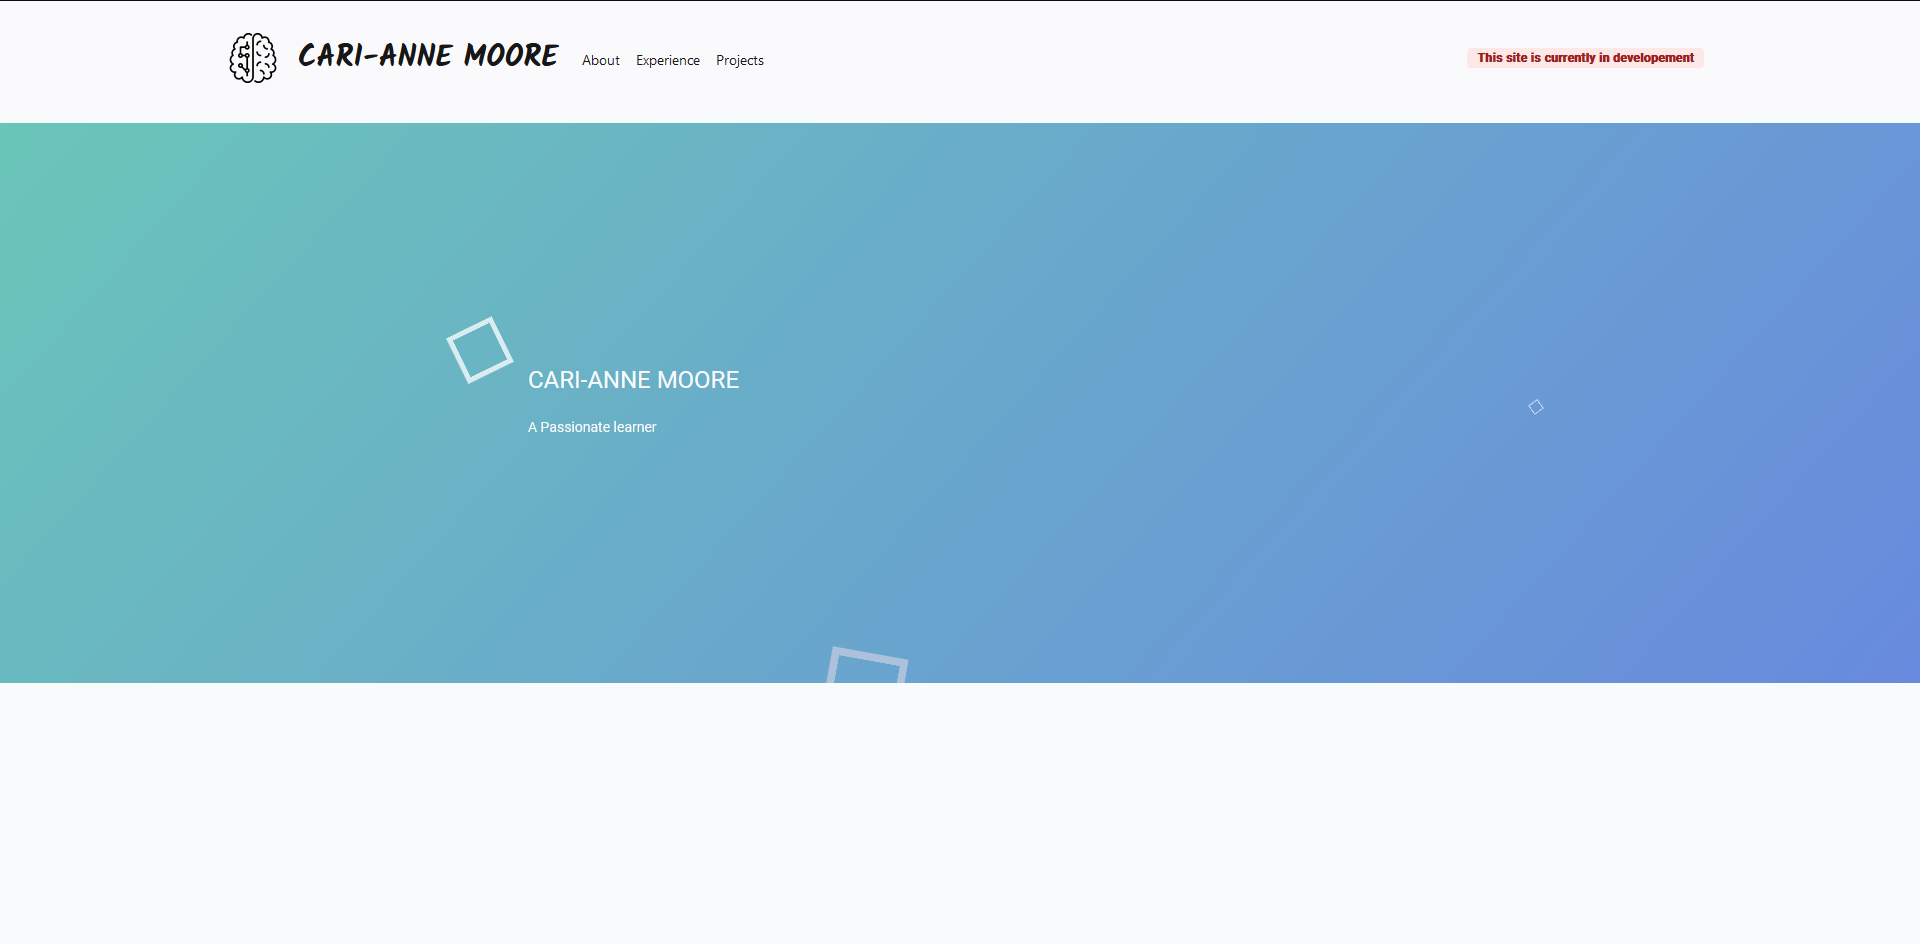 CARI-ANNE MOORE
About Experience Projects
This site is currently in developement
CARI-ANNE MOORE
A Passionate learner